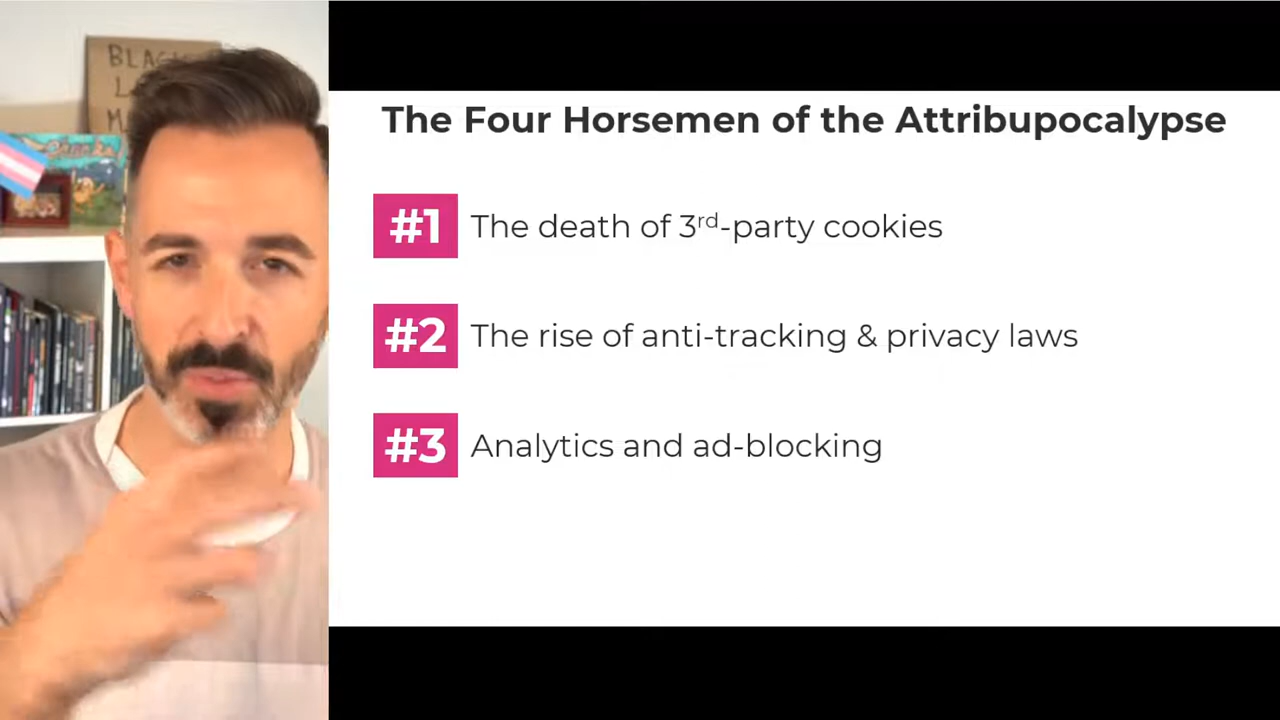 BLACK
The Four Horsemen of the Attribupocalypse
#1 The death of 3rd-party cookies
#2 The rise of anti-tracking & privacy laws
#3 Analytics and ad-blocking